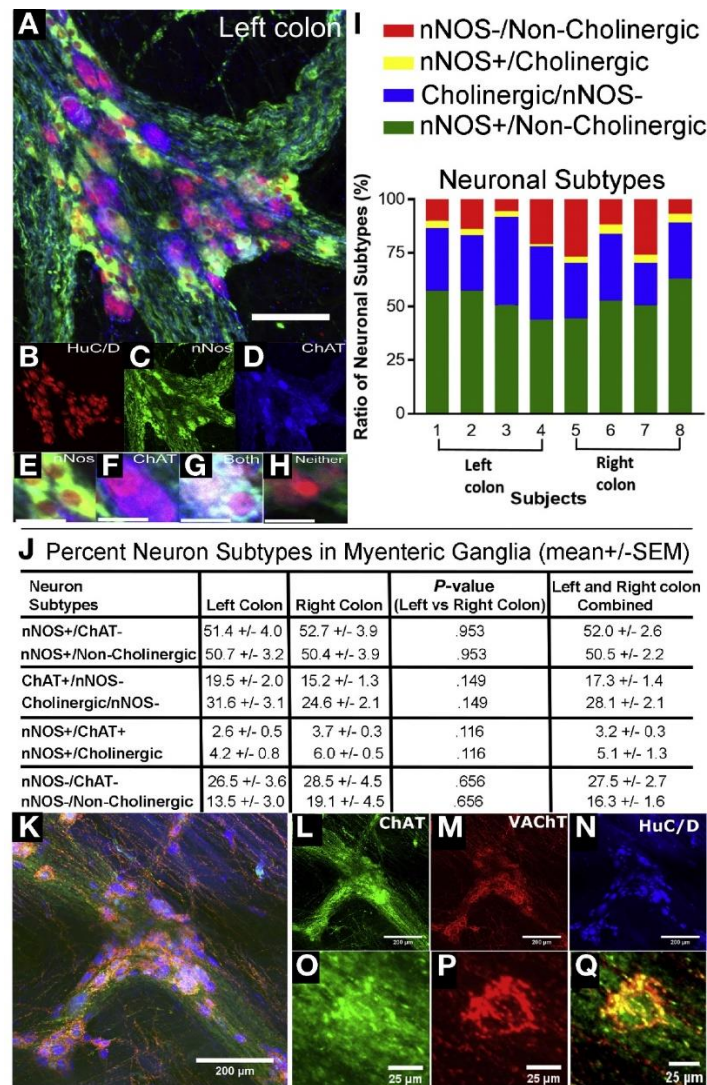 A
Left colon
B
HuC/D
C
nNos
D
ChAT
E
nNos
F
ChAT
G
Both
H
Neither
I
nNOS-/Non-Cholinergic
nNOS+/Cholinergic
Cholinergic/nNOS-
nNOS+/Non-Cholinergic
Neuronal Subtypes
Ratio of Neuronal Subtypes (%)
100
75
50
25
0
1 2 3 4 5 6 7 8
Left colon
Right colon
Subjects
J Percent Neuron Subtypes in Myenteric Ganglia (mean+/-SEM)
Neuron Subtypes Left Colon Right Colon P-value (Left vs Right Colon) Left and Right colon Combined
nNOS+/ChAT- 51.4 +/- 4.0 52.7 +/- 3.9 .953 52.0 +/- 2.6
nNOS+/Non-Cholinergic 50.7 +/- 3.2 50.4 +/- 3.9 .953 50.5 +/- 2.2
ChAT+/nNOS- 19.5 +/- 2.0 15.2 +/- 1.3 .149 17.3 +/- 1.4
Cholinergic/nNOS- 31.6 +/- 3.1 24.6 +/- 2.1 .149 28.1 +/- 2.1
nNOS+/ChAT+ 2.6 +/- 0.5 3.7 +/- 0.3 .116 3.2 +/- 0.3
nNOS+/Cholinergic 4.2 +/- 0.8 6.0 +/- 0.5 .116 5.1 +/- 1.3
nNOS-/ChAT- 26.5 +/- 3.6 28.5 +/- 4.5 .656 27.5 +/- 2.7
nNOS-/Non-Cholinergic 13.5 +/- 3.0 19.1 +/- 4.5 .656 16.3 +/- 1.6
K
200 µm
L
ChAT
200 µm
M
VAChT
200 µm
N
HuC/D
200 µm
O
25 µm
P
25 µm
Q
25 µm